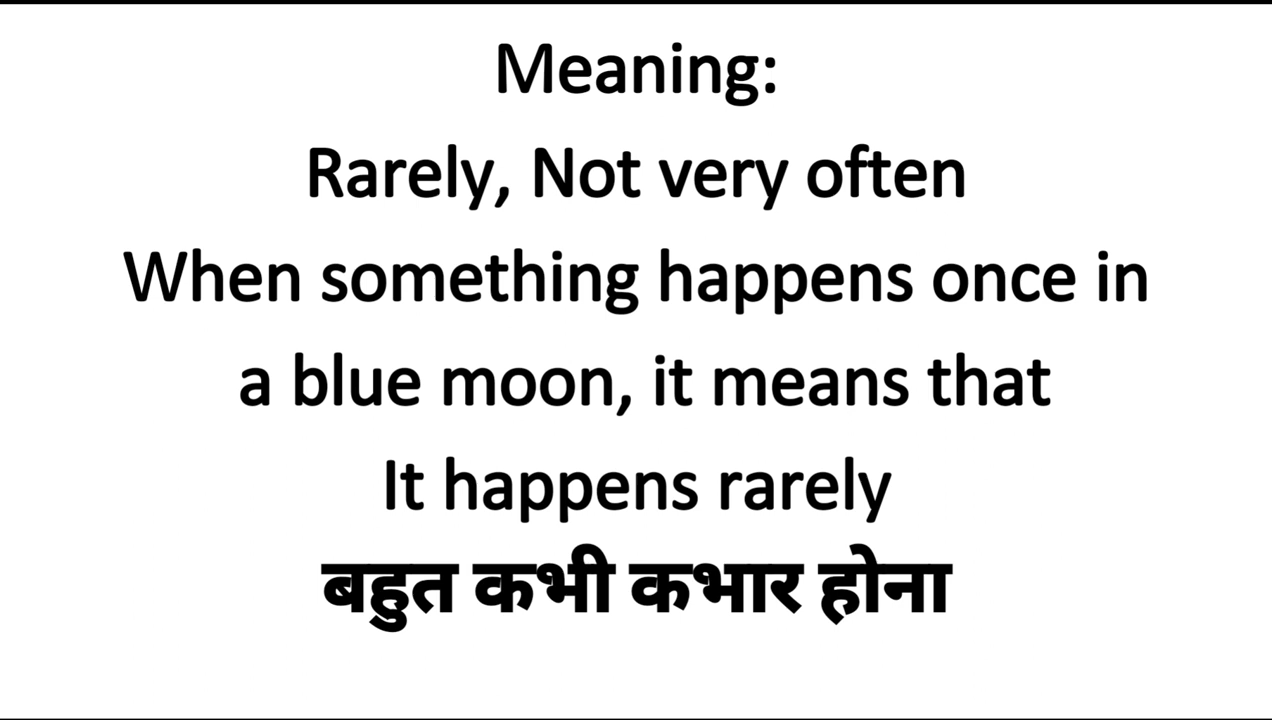 Meaning:
Rarely, Not very often
When something happens once in
a blue moon, it means that
It happens rarely
बहुत कभी कभार होना